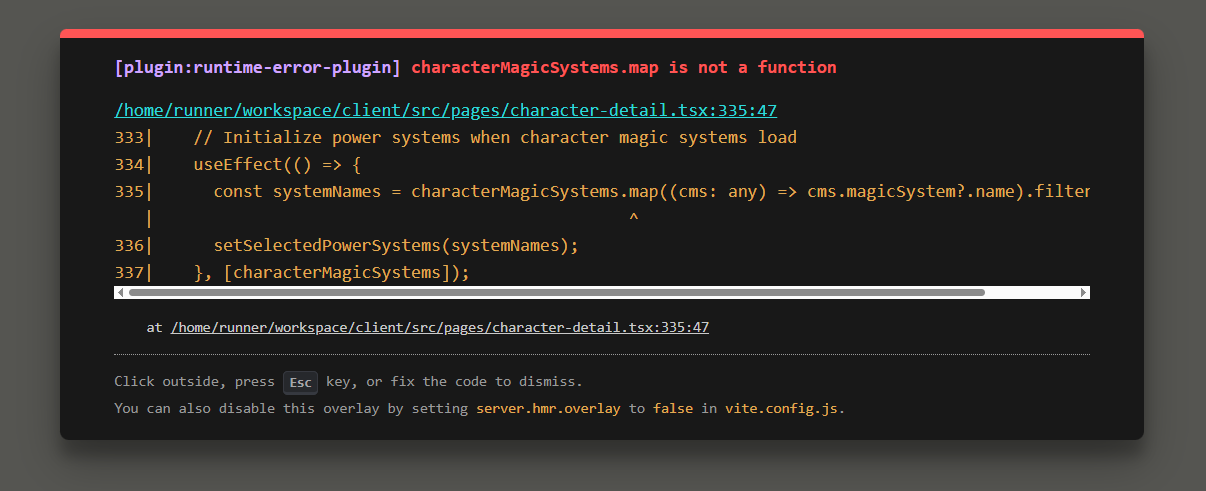 [plugin:runtime-error-plugin] characterMagicSystems.map is not a function
/home/runner/workspace/client/src/pages/character-detail.tsx:335:47
333|    // Initialize power systems when character magic systems load
334|    useEffect(() => {
335|      const systemNames = characterMagicSystems.map((cms: any) => cms.magicSystem?.name).filter
   |                                                ^
336|      setSelectedPowerSystems(systemNames);
337|    }, [characterMagicSystems]);
at /home/runner/workspace/client/src/pages/character-detail.tsx:335:47
Click outside, press Esc key, or fix the code to dismiss.
You can also disable this overlay by setting server.hmr.overlay to false in vite.config.js.